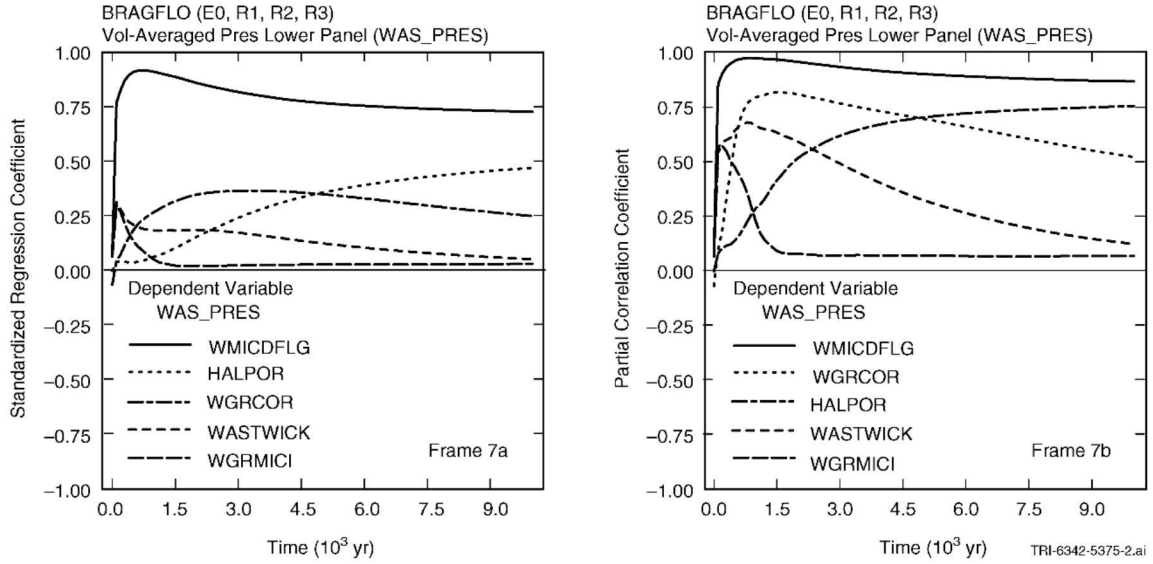 BRAGFLO (E0, R1, R2, R3)
Vol-Averaged Pres Lower Panel (WAS_PRES)
1.00
0.75
0.50
0.25
0.00
−0.25
−0.50
−0.75
−1.00
Standardized Regression Coefficient
Dependent Variable
WAS_PRES
WMICDFLG
HALPOR
WGRCOR
WASTWICK
WGRMICI
Frame 7a
0.0 1.5 3.0 4.5 6.0 7.5 9.0
Time (10³ yr)
BRAGFLO (E0, R1, R2, R3)
Vol-Averaged Pres Lower Panel (WAS_PRES)
1.00
0.75
0.50
0.25
0.00
−0.25
−0.50
−0.75
−1.00
Partial Correlation Coefficient
Dependent Variable
WAS_PRES
WMICDFLG
WGRCOR
HALPOR
WASTWICK
WGRMICI
Frame 7b
0.0 1.5 3.0 4.5 6.0 7.5 9.0
Time (10³ yr)
TRI-6342-5375-2.ai